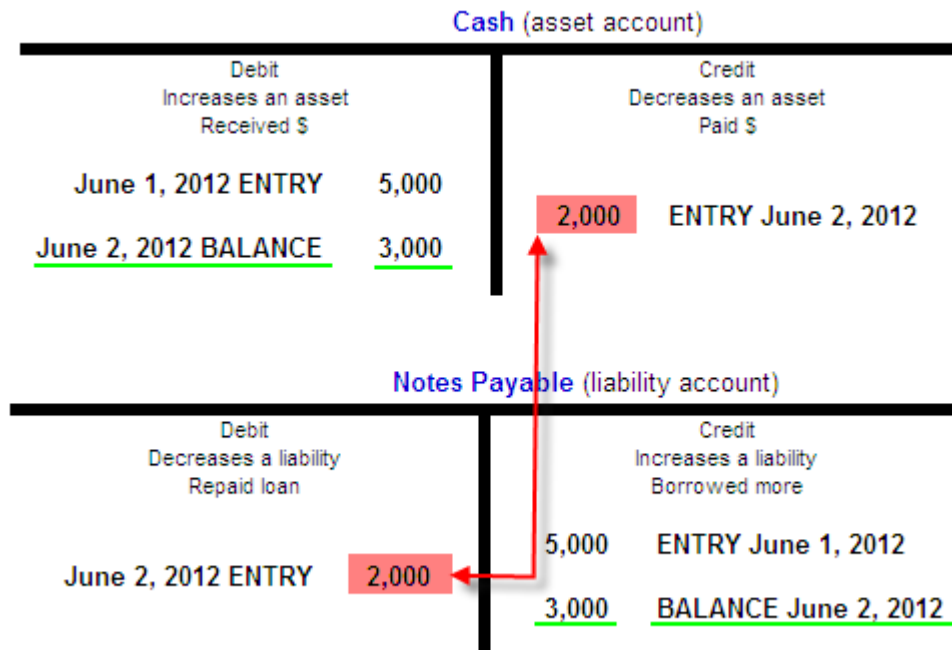 Cash (asset account)
Debit
Increases an asset
Received $
Credit
Decreases an asset
Paid $
June 1, 2012 ENTRY 5,000
2,000 ENTRY June 2, 2012
June 2, 2012 BALANCE 3,000
Notes Payable (liability account)
Debit
Decreases a liability
Repaid loan
Credit
Increases a liability
Borrowed more
5,000 ENTRY June 1, 2012
June 2, 2012 ENTRY 2,000
3,000 BALANCE June 2, 2012